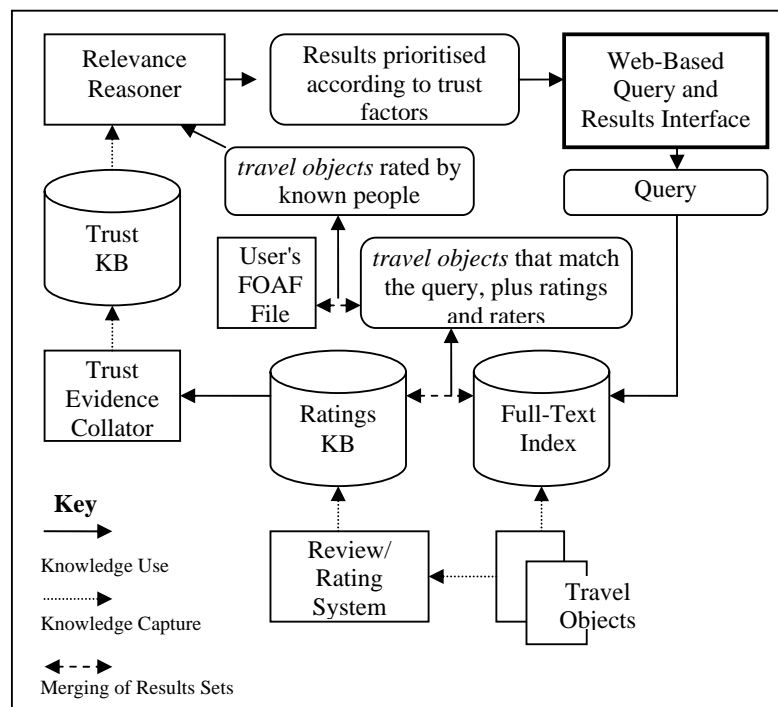 Relevance
Reasoner
Results prioritised
according to trust
factors
Web-Based
Query and
Results Interface
travel objects rated by
known people
Query
Trust
KB
User's
FOAF
File
travel objects that match
the query, plus ratings
and raters
Trust
Evidence
Collator
Ratings
KB
Full-Text
Index
Key
Knowledge Use
Knowledge Capture
Merging of Results Sets
Review/
Rating
System
Travel
Objects